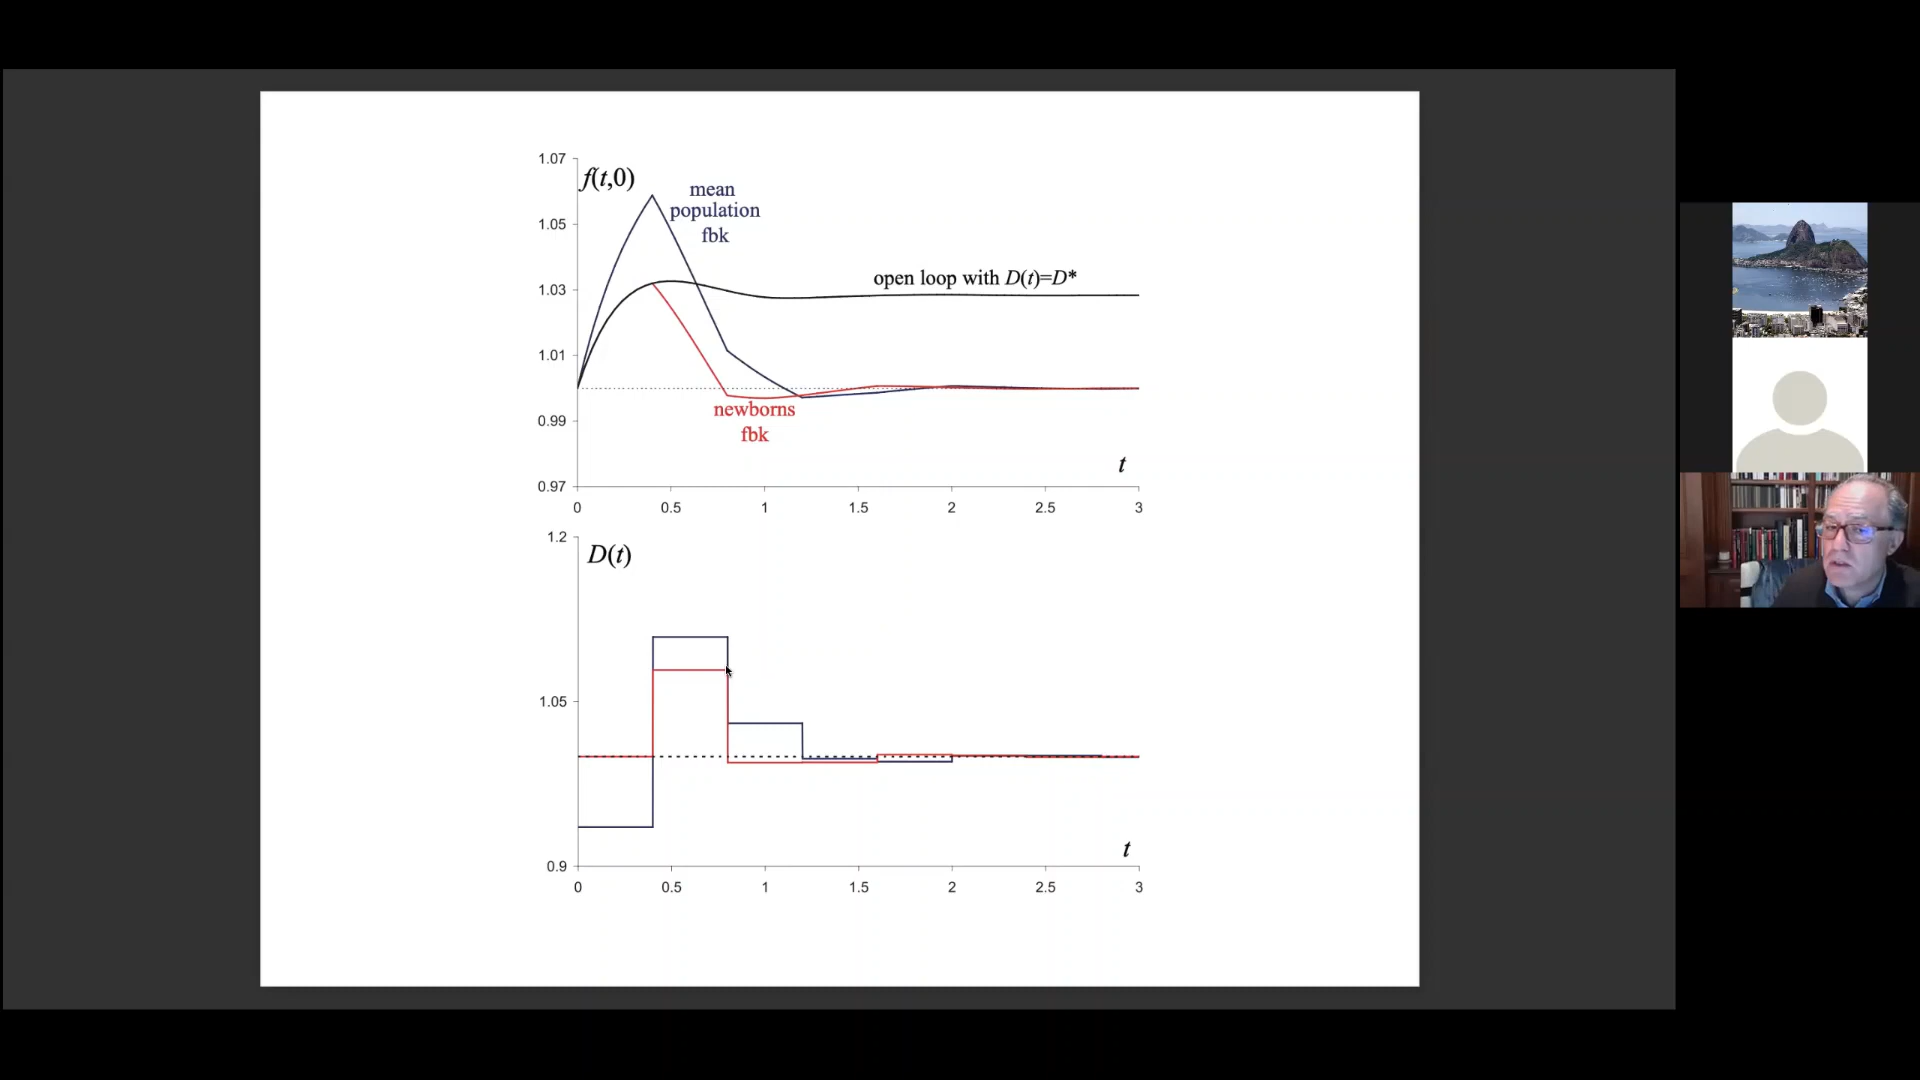 1.07
f(t,0)
mean
population
fbk
1.05
open loop with D(t)=D*
1.03
1.01
newborns
fbk
0.99
t
0.97
0 0.5 1 1.5 2 2.5 3
1.2
D(t)
1.05
t
0.9
0 0.5 1 1.5 2 2.5 3